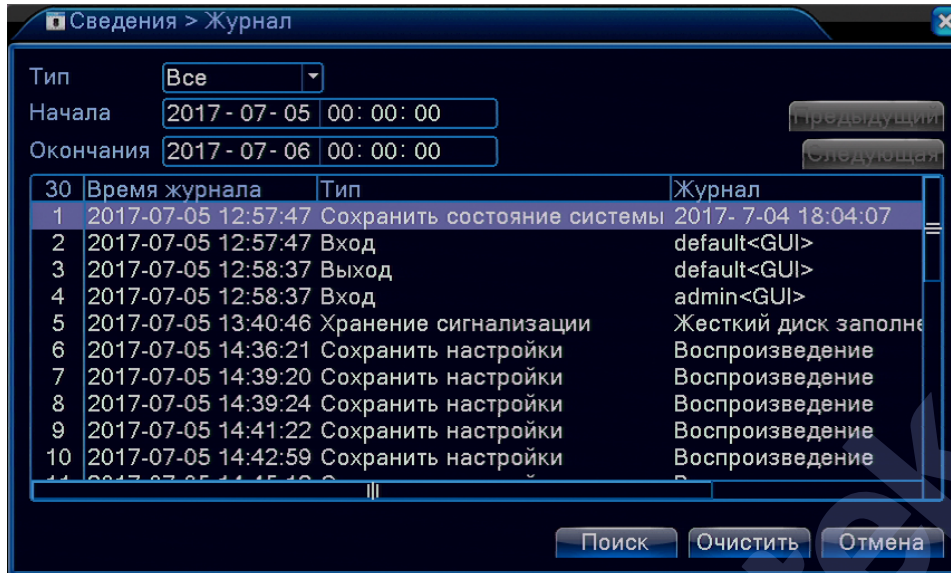 Сведения > Журнал
Тип Все
Начала 2017 - 07 - 05 00: 00: 00
Предыдущий
Окончания 2017 - 07 - 06 00: 00: 00
Следующая
30 Время журнала Тип Журнал
1 2017-07-05 12:57:47 Сохранить состояние системы 2017- 7-04 18:04:07
2 2017-07-05 12:57:47 Вход default<GUI>
3 2017-07-05 12:58:37 Выход default<GUI>
4 2017-07-05 12:58:37 Вход admin<GUI>
5 2017-07-05 13:40:46 Хранение сигнализации Жесткий диск заполне
6 2017-07-05 14:36:21 Сохранить настройки Воспроизведение
7 2017-07-05 14:39:20 Сохранить настройки Воспроизведение
8 2017-07-05 14:39:24 Сохранить настройки Воспроизведение
9 2017-07-05 14:41:22 Сохранить настройки Воспроизведение
10 2017-07-05 14:42:59 Сохранить настройки Воспроизведение
Поиск Очистить Отмена